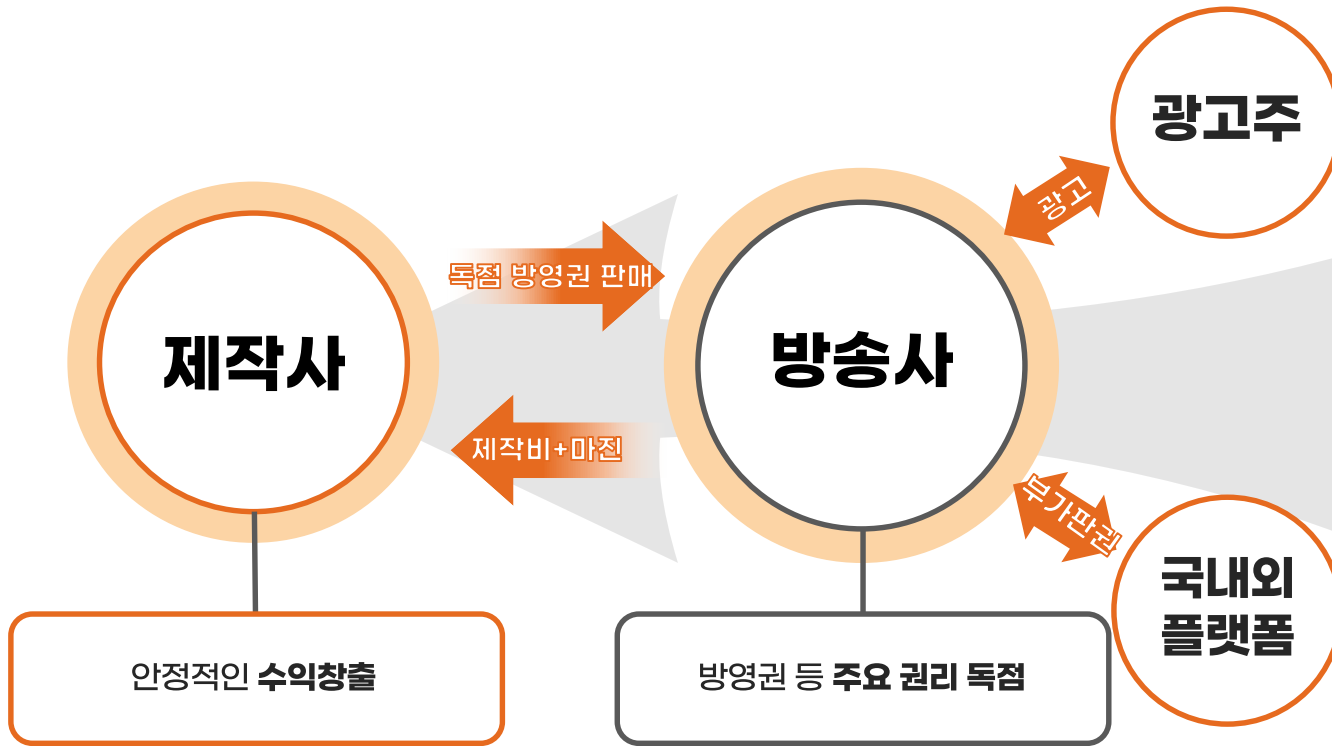 광고주
광고
독점 방영권 판매
제작사
방송사
제작비+마진
부가판권
국내외
플랫폼
안정적인 수익창출
방영권 등 주요 권리 독점